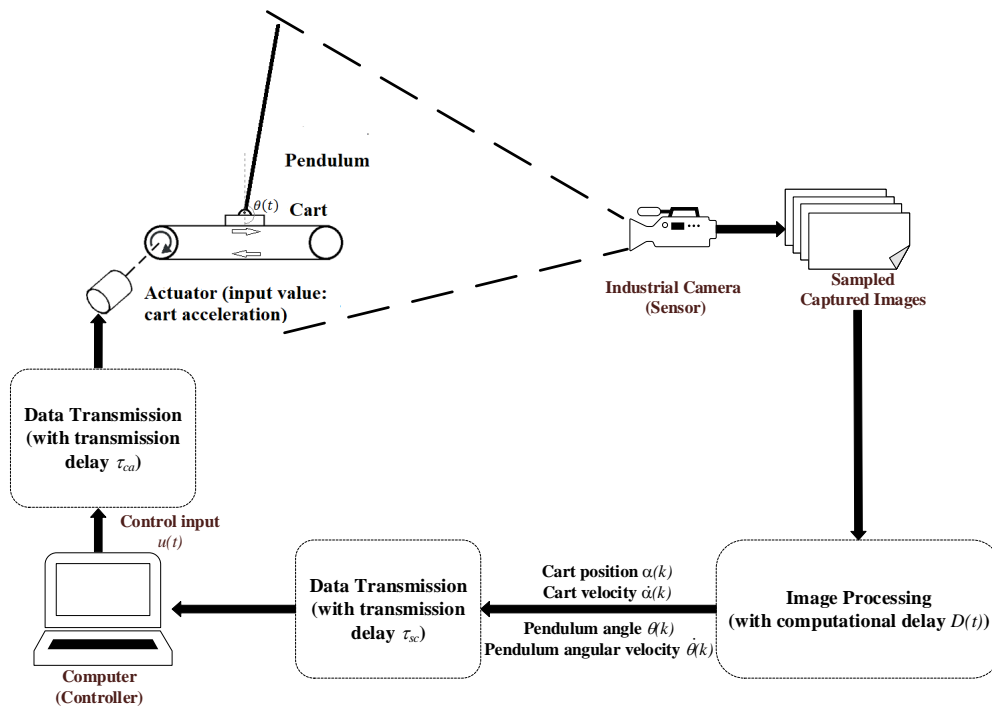 Pendulum
θ(t)
Cart
Actuator (input value:
cart acceleration)
Industrial Camera
(Sensor)
Sampled
Captured Images
Data Transmission
(with transmission
delay τca)
Control input
u(t)
Computer
(Controller)
Data Transmission
(with transmission
delay τsc)
Cart position α(k)
Cart velocity α̇(k)
Pendulum angle θ(k)
Pendulum angular velocity θ̇(k)
Image Processing
(with computational delay D(t))